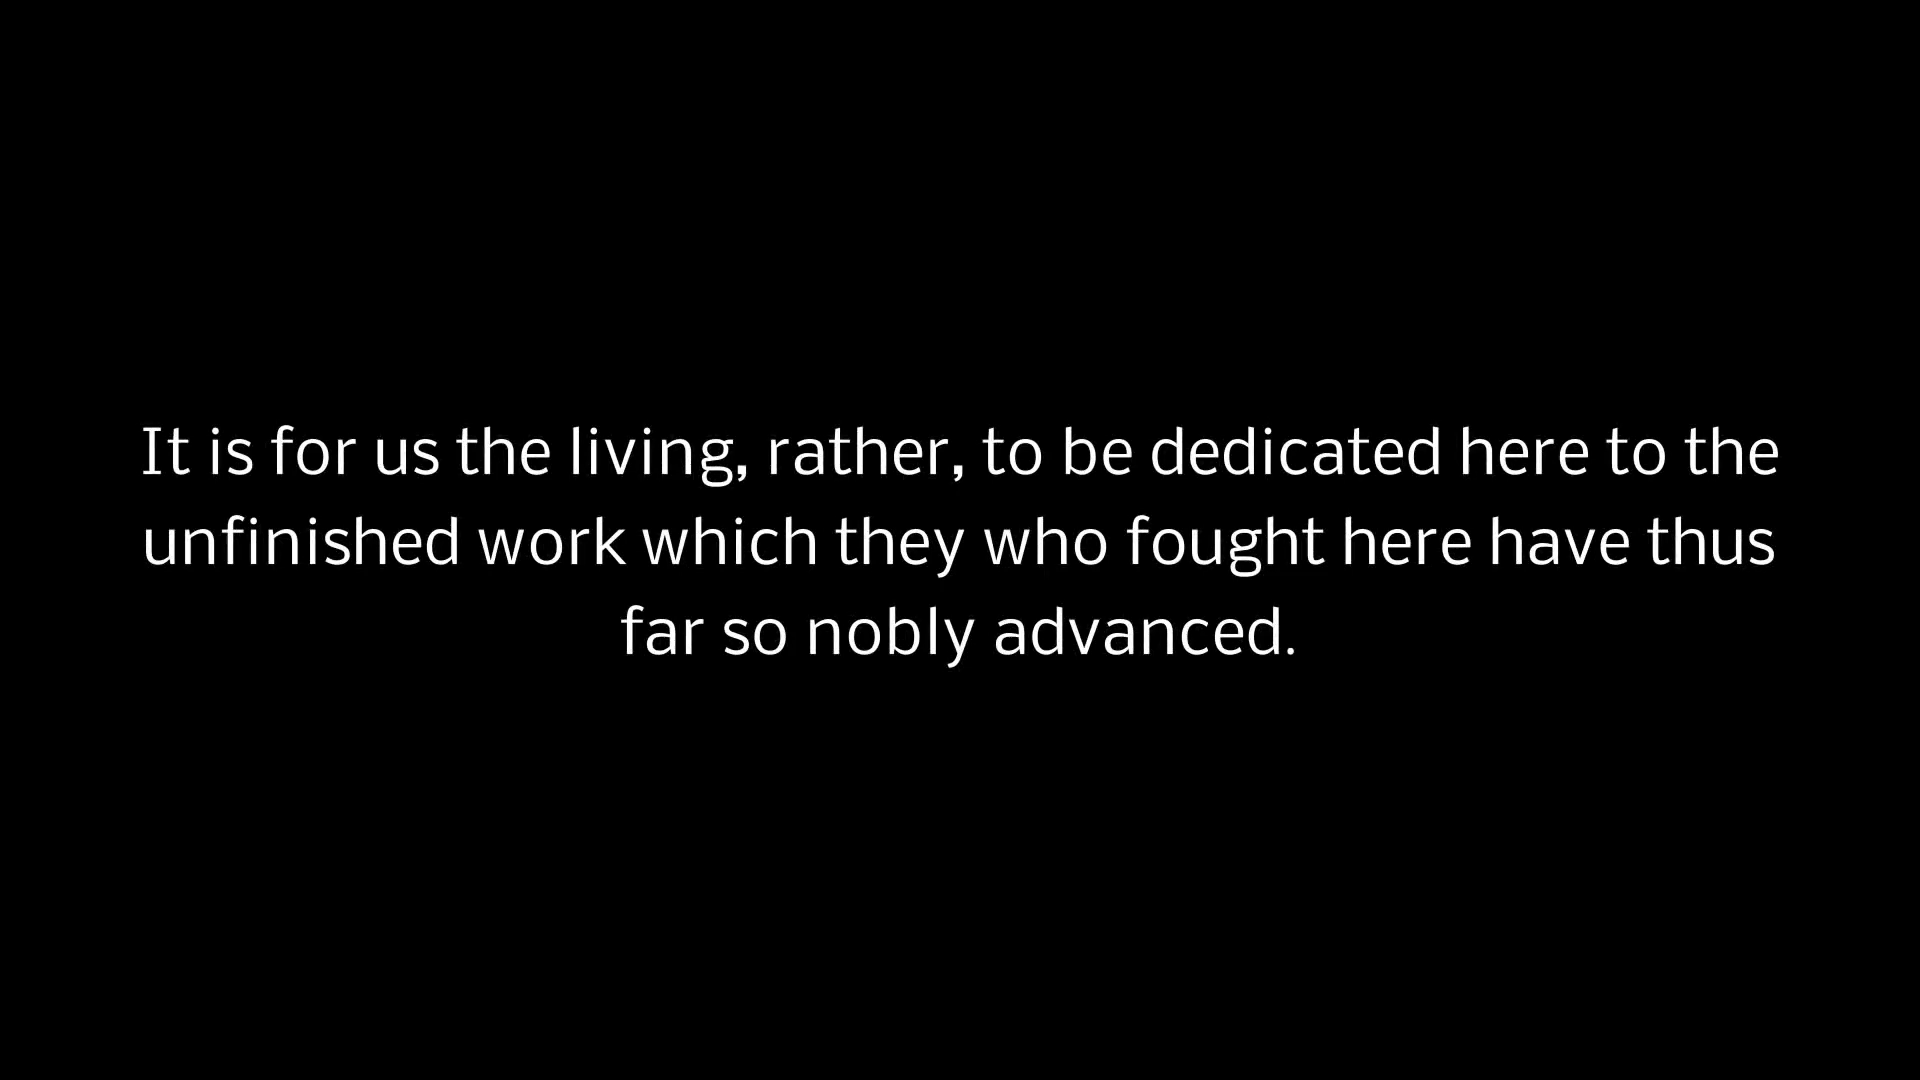 It is for us the living, rather, to be dedicated here to the
unfinished work which they who fought here have thus
far so nobly advanced.